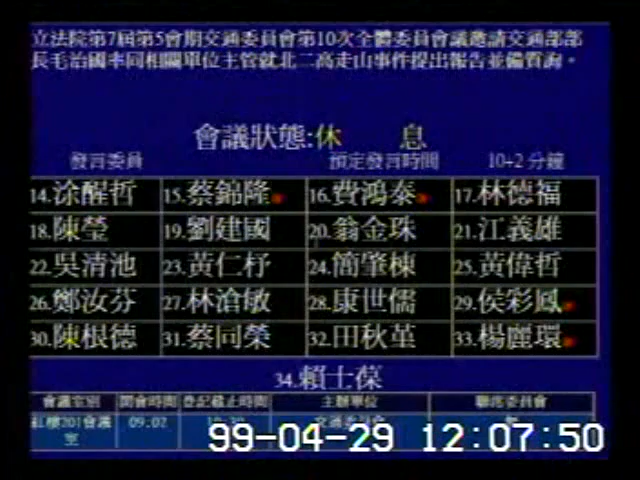 立法院第7屆第5會期交通委員會第10次全體委員會議邀請交通部部
長毛治國率同相關單位主管就北二高走山事件提出報告並備質詢。
會議狀態:休 息
發言委員 預定發言時間 10+2 分鐘
14.涂醒哲 15.蔡錦隆 16.費鴻泰 17.林德福
18.陳瑩 19.劉建國 20.翁金珠 21.江義雄
22.吳清池 23.黃仁杼 24.簡肇棟 25.黃偉哲
26.鄭汝芬 27.林滄敏 28.康世儒 29.侯彩鳳
30.陳根德 31.蔡同榮 32.田秋堇 33.楊麗環
34.賴士葆
會議室別 開會時間 登記截止時間 主辦單位 聯席委員會
紅樓201會議室 09:02 交通委員會
99-04-29 12:07:50